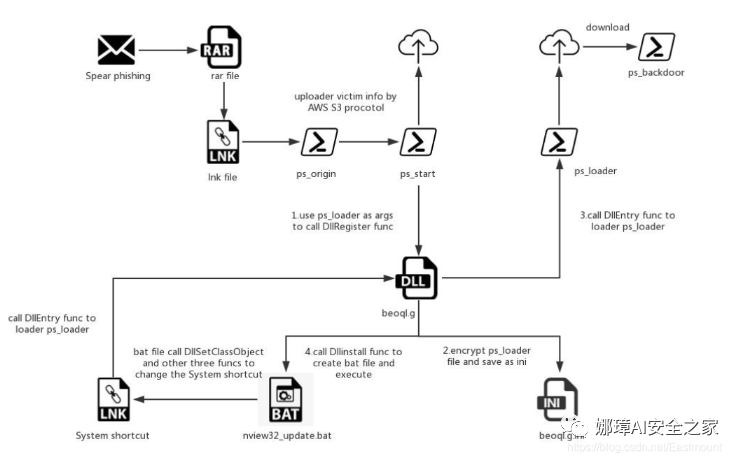 download
RAR
Spear phishing
rar file
ps_backdoor
uploader victim info by
AWS S3 procotol
LNK
lnk file
ps_origin
ps_start
ps_loader
1.use ps_loader as args
to call DllRegister func
3.call DllEntry func to
loader ps_loader
DLL
beoql.g
call DllEntry func to
loader ps_loader
bat file call DllSetClassObject
and other three funcs to
change the System shortcut
4.call Dllinstall func to
create bat file and
execute
2.encrypt ps_loader
file and save as ini
LNK
BAT
INI
System shortcut
nview32_update.bat
beoql.g.ini
娜璋AI安全之家
https://blog.csdn.net/Eastmount